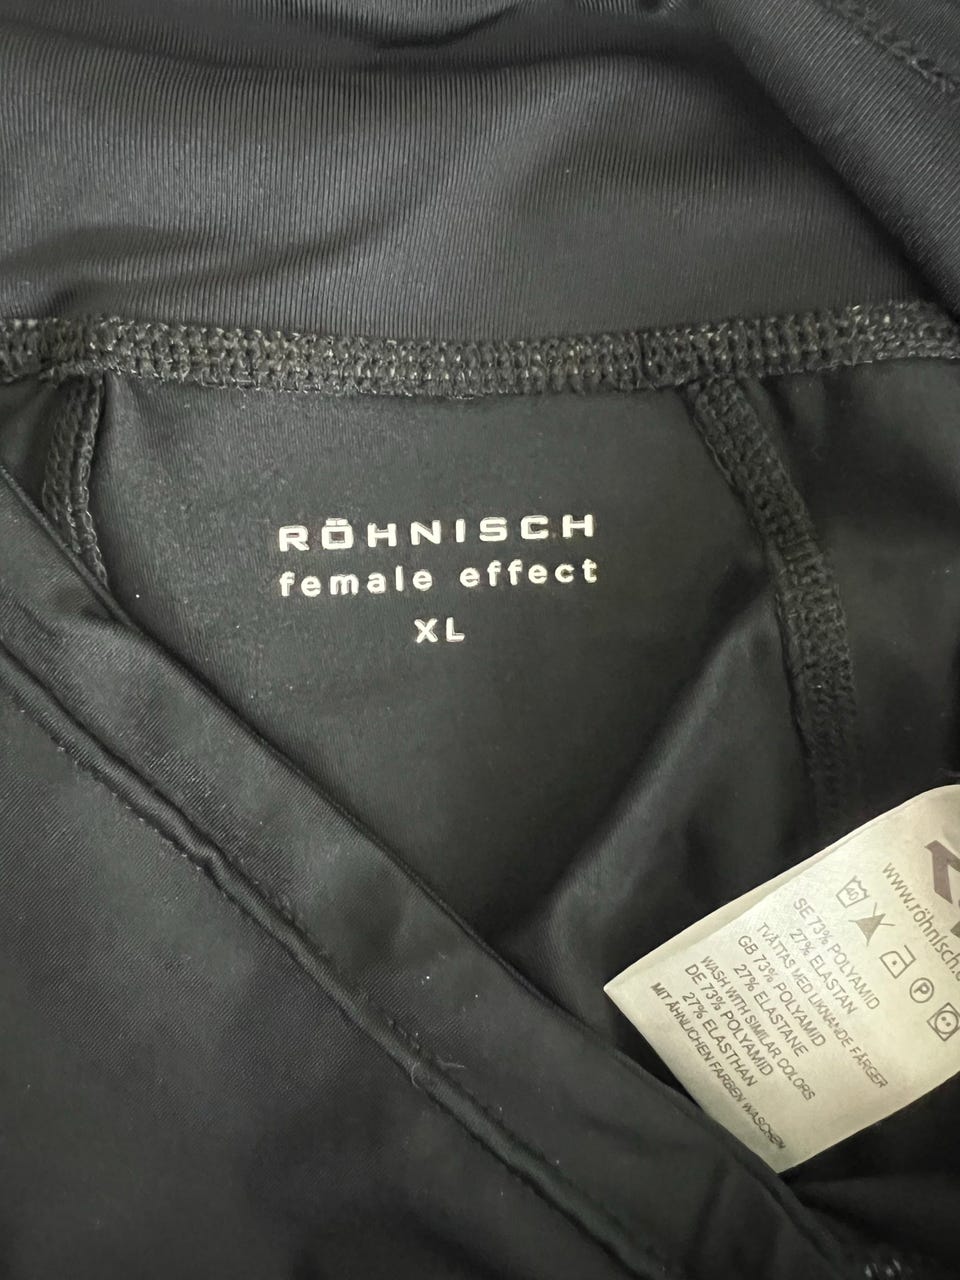 RÖHNISCH
female effect
XL
www.röhnisch.
40
P
SE 73% POLYAMID
27% ELASTAN
TVÄTTAS MED LIKNANDE FÄRGER
GB 73% POLYAMID
27% ELASTANE
WASH WITH SIMILAR COLORS
DE 73% POLYAMID
27% ELASTHAN
MIT ÄHNLICHEN FARBEN WASCHEN